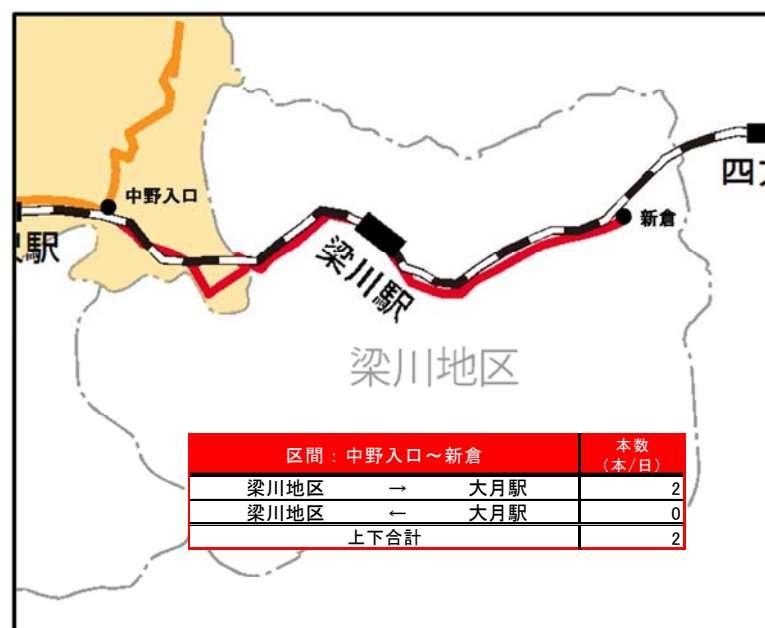 中野入口
四
駅
新倉
梁川駅
梁川地区
区間：中野入口～新倉 本数（本/日）
梁川地区 → 大月駅 2
梁川地区 ← 大月駅 0
上下合計 2